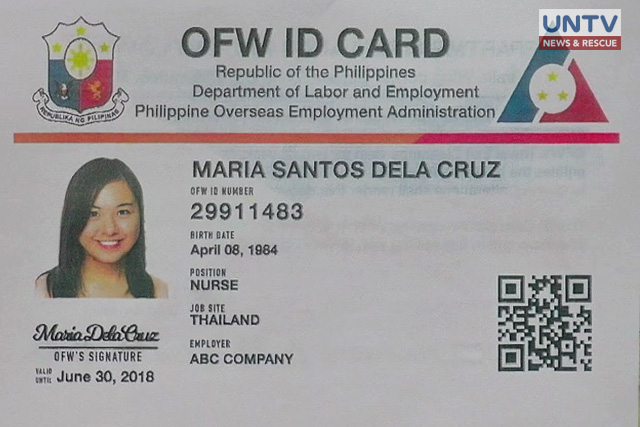 UNTV
NEWS & RESCUE
OFW ID CARD
Republic of the Philippines
Department of Labor and Employment
Philippine Overseas Employment Administration
REPUBLIKA NG PILIPINAS
MARIA SANTOS DELA CRUZ
OFW ID NUMBER
29911483
BIRTH DATE
April 08, 1984
POSITION
NURSE
JOB SITE
THAILAND
EMPLOYER
ABC COMPANY
Maria Dela Cruz
OFW'S SIGNATURE
VALID UNTIL June 30, 2018